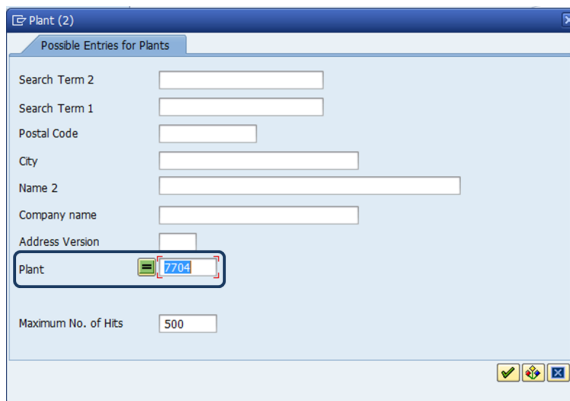 Plant (2)
Possible Entries for Plants
Search Term 2
Search Term 1
Postal Code
City
Name 2
Company name
Address Version
Plant 7704
Maximum No. of Hits 500